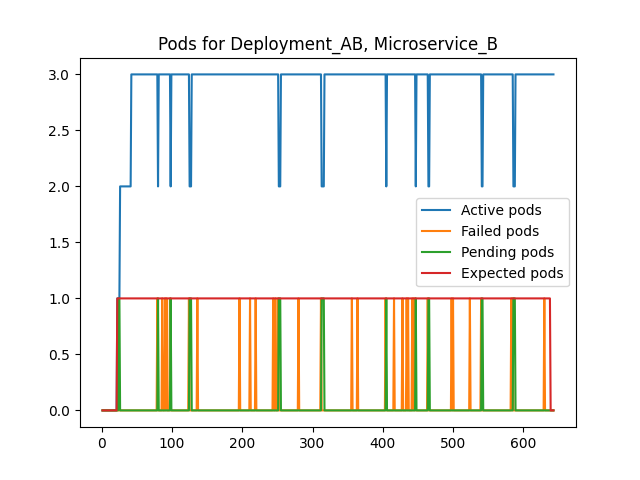 Pods for Deployment_AB, Microservice_B
3.0
2.5
2.0
1.5
1.0
0.5
0.0
Active pods
Failed pods
Pending pods
Expected pods
0 100 200 300 400 500 600